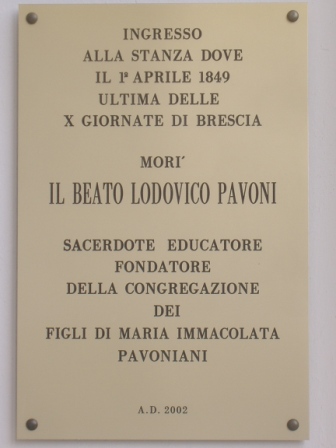 INGRESSO
ALLA STANZA DOVE
IL 1º APRILE 1849
ULTIMA DELLE
X GIORNATE DI BRESCIA
MORI´
IL BEATO LODOVICO PAVONI
SACERDOTE EDUCATORE
FONDATORE
DELLA CONGREGAZIONE
DEI
FIGLI DI MARIA IMMACOLATA
PAVONIANI
A.D. 2002